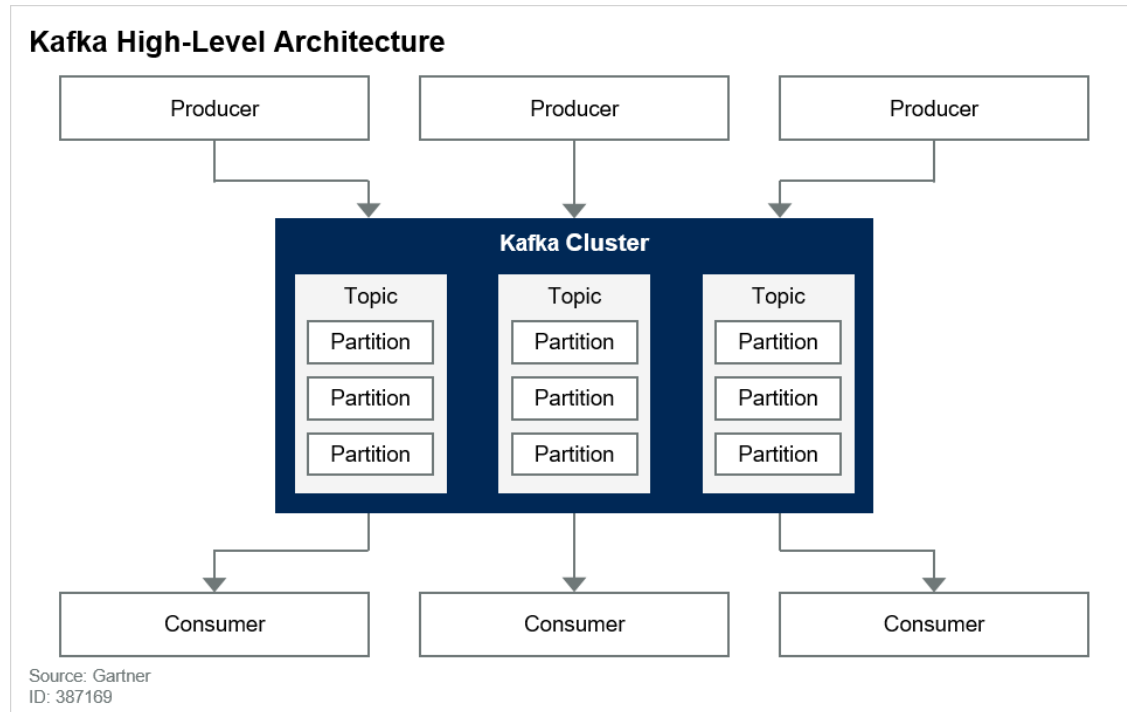 Kafka High-Level Architecture
Producer
Producer
Producer
Kafka Cluster
Topic
Partition
Partition
Partition
Topic
Partition
Partition
Partition
Topic
Partition
Partition
Partition
Consumer
Consumer
Consumer
Source: Gartner
ID: 387169